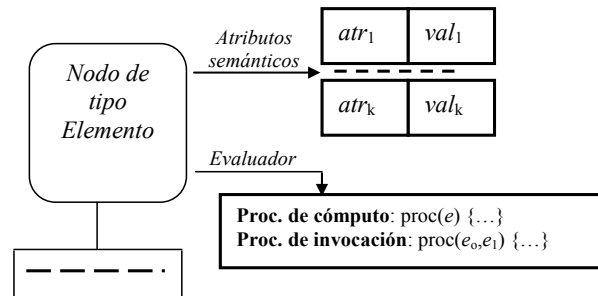 Nodo de
tipo
Elemento
Atributos
semánticos
atr₁ val₁
atrₖ valₖ
Evaluador
Proc. de cómputo: proc(e) {…}
Proc. de invocación: proc(eₒ,e₁) {…}